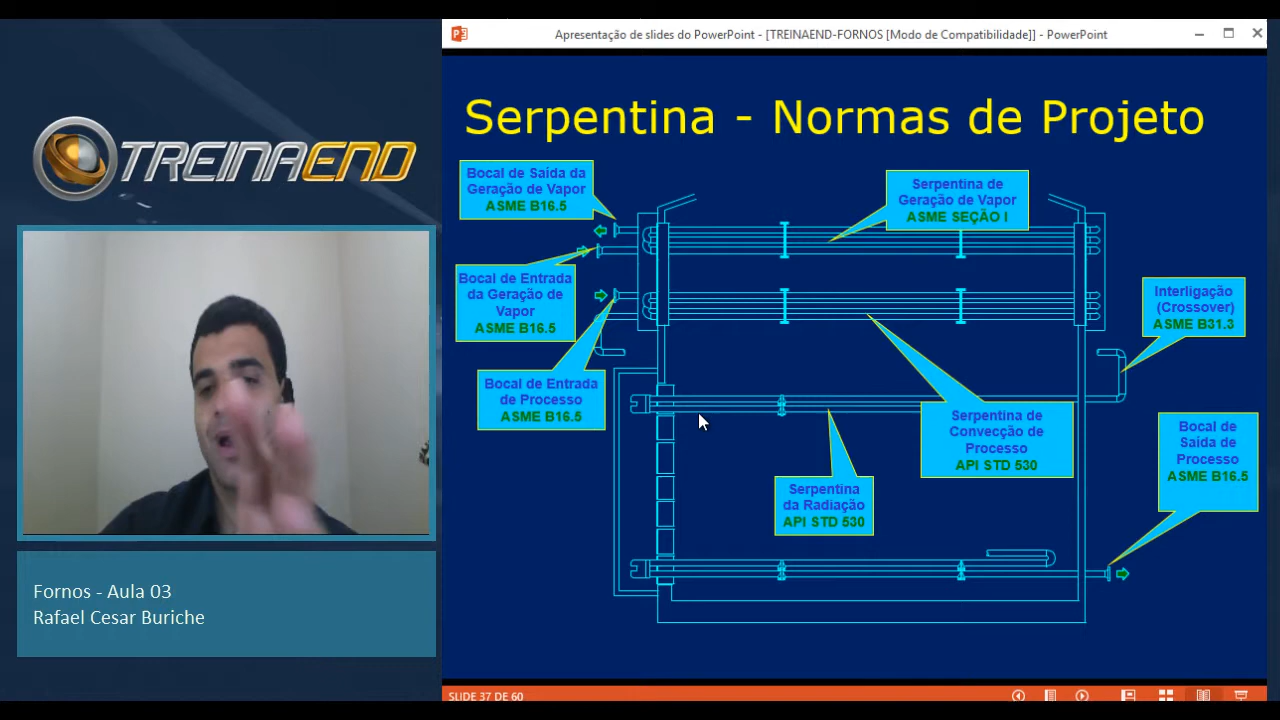 Apresentação de slides do PowerPoint - [TREINAEND-FORNOS [Modo de Compatibilidade]] - PowerPoint
TREINAEND
Fornos - Aula 03
Rafael Cesar Buriche
Serpentina - Normas de Projeto
Bocal de Saída da
Geração de Vapor
ASME B16.5
Serpentina de
Geração de Vapor
ASME SEÇÃO I
Bocal de Entrada
da Geração de
Vapor
ASME B16.5
Interligação
(Crossover)
ASME B31.3
Bocal de Entrada
de Processo
ASME B16.5
Serpentina de
Convecção de
Processo
API STD 530
Bocal de
Saída de
Processo
ASME B16.5
Serpentina
da Radiação
API STD 530
SLIDE 37 DE 60